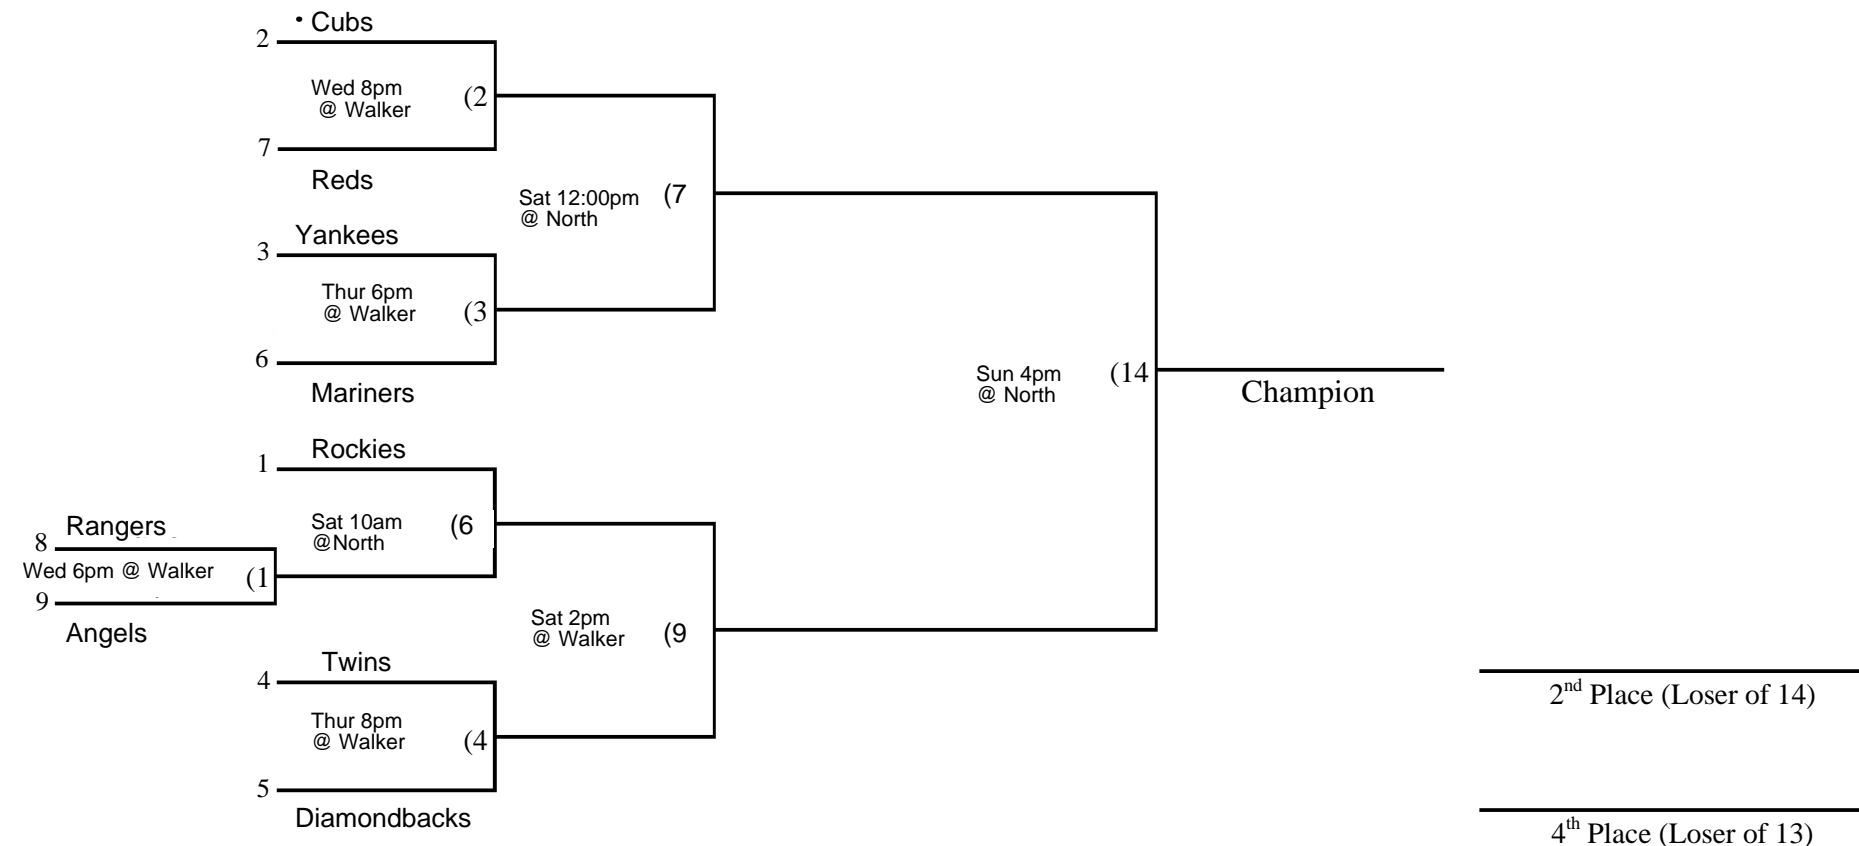 • Cubs
2
Wed 8pm
@ Walker
(2
7
Reds
Sat 12:00pm
@ North
(7
Yankees
3
Thur 6pm
@ Walker
(3
6
Mariners
Sun 4pm
@ North
(14
Champion
Rockies
1
Sat 10am
@North
(6
Rangers
8
Wed 6pm @ Walker
(1
9
Angels
Sat 2pm
@ Walker
(9
Twins
4
Thur 8pm
@ Walker
(4
5
Diamondbacks
2nd Place (Loser of 14)
4th Place (Loser of 13)